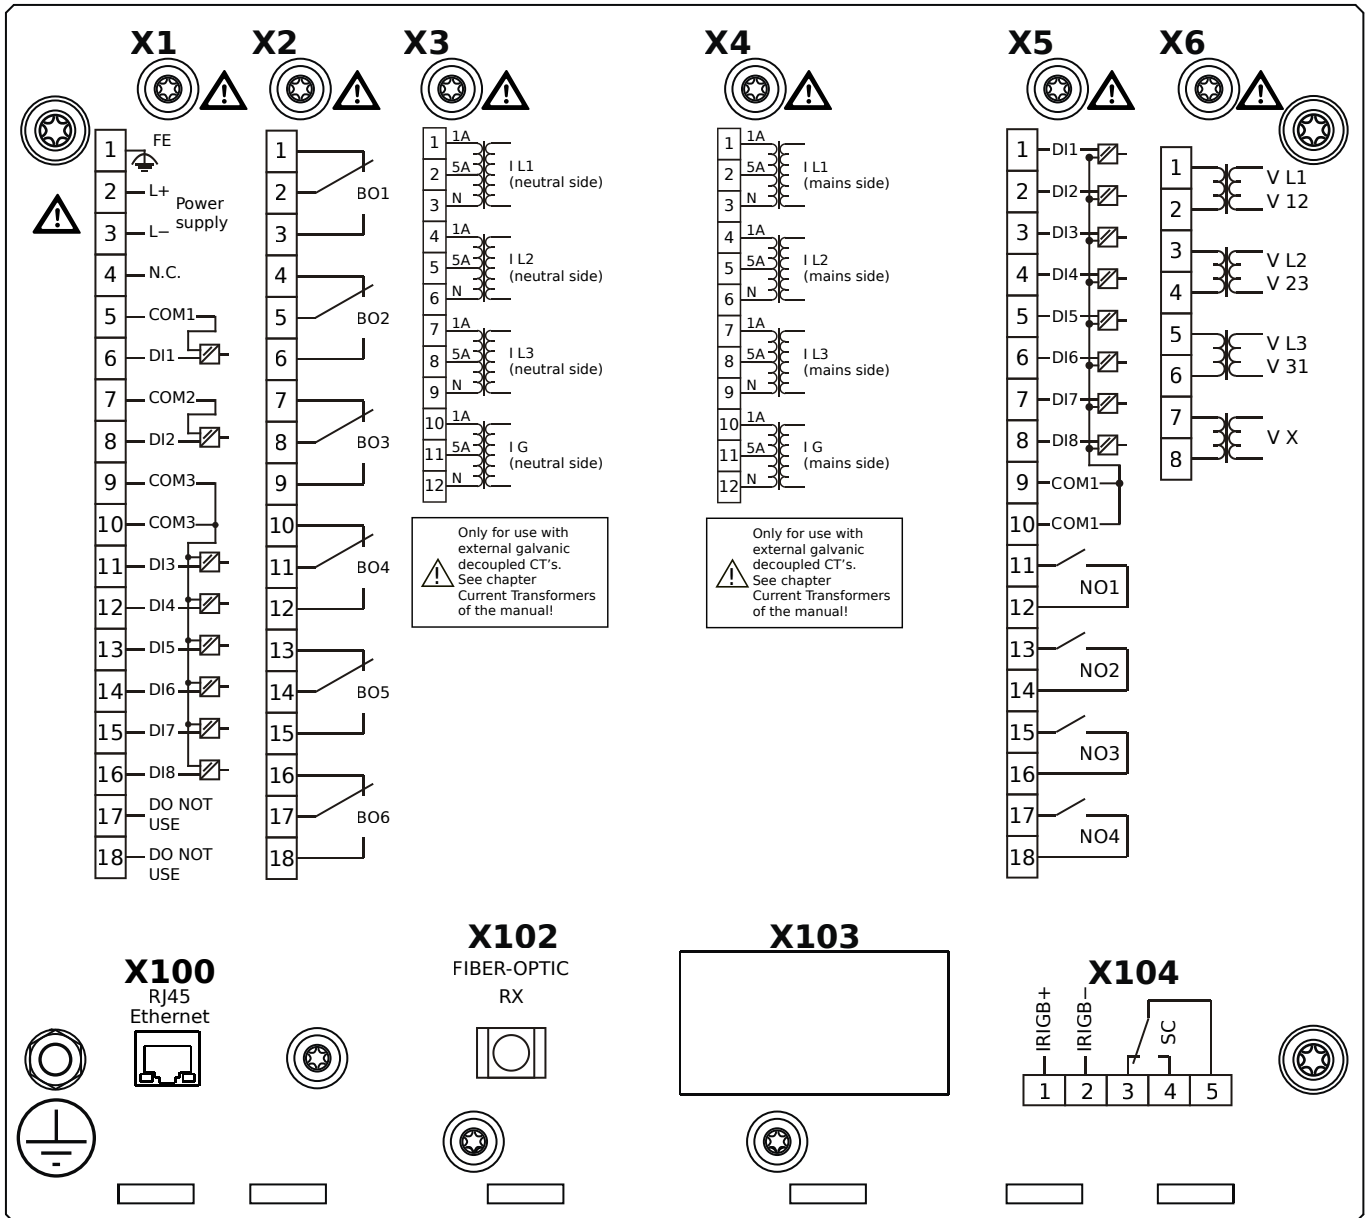 X1 X2 X3 X4 X5 X6
1 FE
2 L+ Power
supply
3 L−
4 N.C.
5 COM1
6 DI1
7 COM2
8 DI2
9 COM3
10 COM3
11 DI3
12 DI4
13 DI5
14 DI6
15 DI7
16 DI8
17 DO NOT
USE
18 DO NOT
USE
1
2 BO1
3
4
5 BO2
6
7
8 BO3
9
10
11 BO4
12
13
14 BO5
15
16
17 BO6
18
1 1A
2 5A I L1
(neutral side)
3 N
4 1A
5 5A I L2
(neutral side)
6 N
7 1A
8 5A I L3
(neutral side)
9 N
10 1A
11 5A I G
(neutral side)
12 N
Only for use with
external galvanic
decoupled CT's.
See chapter
Current Transformers
of the manual!
1 1A
2 5A I L1
(mains side)
3 N
4 1A
5 5A I L2
(mains side)
6 N
7 1A
8 5A I L3
(mains side)
9 N
10 1A
11 5A I G
(mains side)
12 N
Only for use with
external galvanic
decoupled CT's.
See chapter
Current Transformers
of the manual!
1 DI1
2 DI2
3 DI3
4 DI4
5 DI5
6 DI6
7 DI7
8 DI8
9 COM1
10 COM1
11
NO1
12
13
NO2
14
15
NO3
16
17
NO4
18
1 V L1
2 V 12
3 V L2
4 V 23
5 V L3
6 V 31
7
V X
8
X100
RJ45
Ethernet
X102
FIBER-OPTIC
RX
X103
X104
IRIGB+ IRIGB− SC
1 2 3 4 5